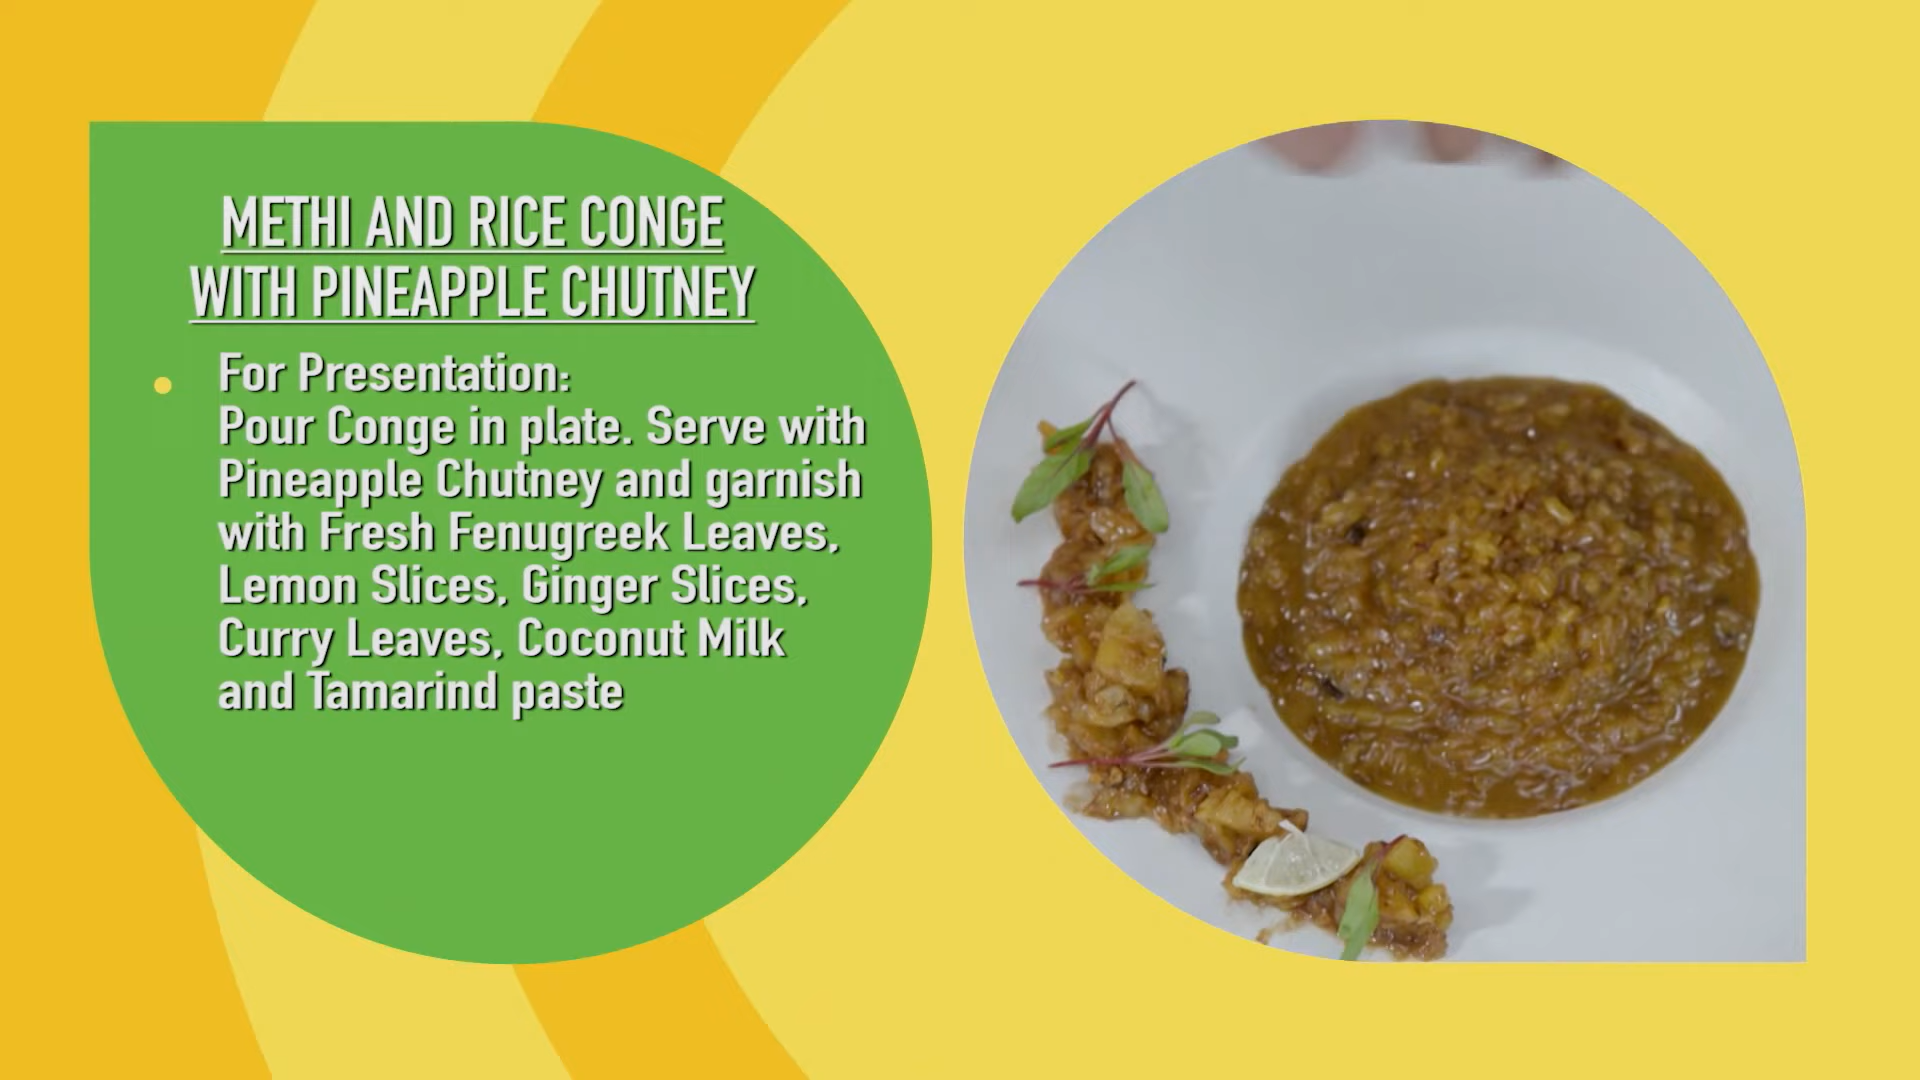 METHI AND RICE CONGE
WITH PINEAPPLE CHUTNEY
For Presentation:
Pour Conge in plate. Serve with
Pineapple Chutney and garnish
with Fresh Fenugreek Leaves,
Lemon Slices, Ginger Slices,
Curry Leaves, Coconut Milk
and Tamarind paste